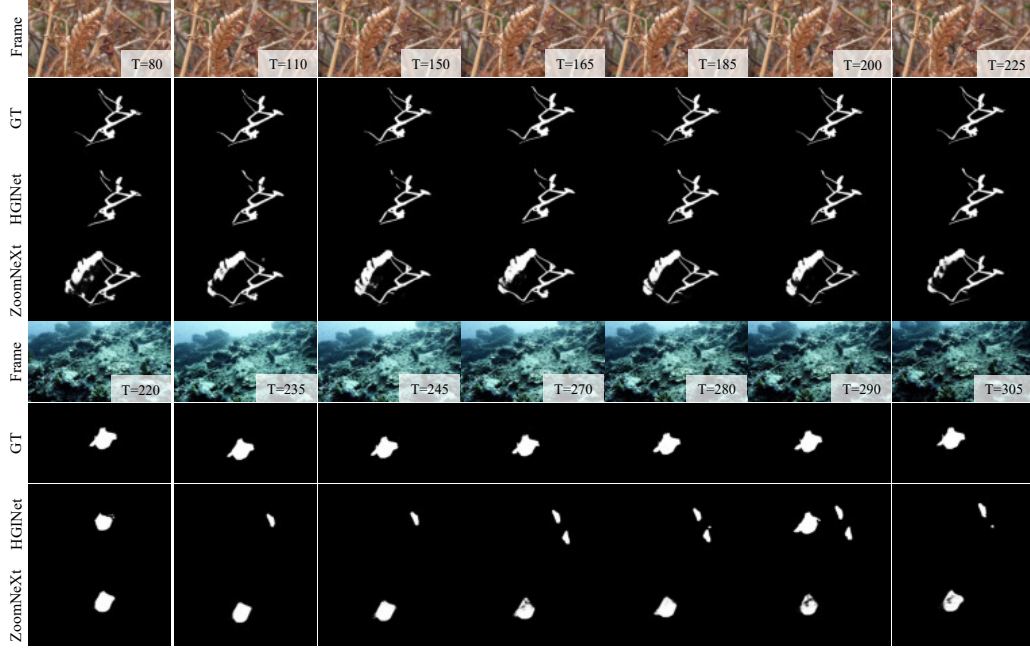 Frame
T=80
T=110
T=150
T=165
T=185
T=200
T=225
GT
HGINet
ZoomNeXt
Frame
T=220
T=235
T=245
T=270
T=280
T=290
T=305
GT
HGINet
ZoomNeXt